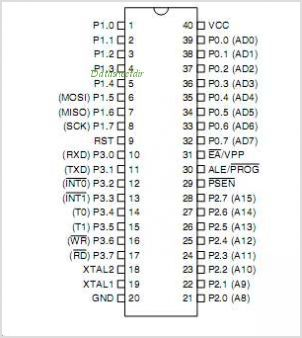 P1.0 1 40 VCC
P1.1 2 39 P0.0 (AD0)
P1.2 3 38 P0.1 (AD1)
P1.3 4 37 P0.2 (AD2)
P1.4 5 36 P0.3 (AD3)
(MOSI) P1.5 6 35 P0.4 (AD4)
(MISO) P1.6 7 34 P0.5 (AD5)
(SCK) P1.7 8 33 P0.6 (AD6)
RST 9 32 P0.7 (AD7)
(RXD) P3.0 10 31 EA/VPP
(TXD) P3.1 11 30 ALE/PROG
(INT0) P3.2 12 29 PSEN
(INT1) P3.3 13 28 P2.7 (A15)
(T0) P3.4 14 27 P2.6 (A14)
(T1) P3.5 15 26 P2.5 (A13)
(WR) P3.6 16 25 P2.4 (A12)
(RD) P3.7 17 24 P2.3 (A11)
XTAL2 18 23 P2.2 (A10)
XTAL1 19 22 P2.1 (A9)
GND 20 21 P2.0 (A8)